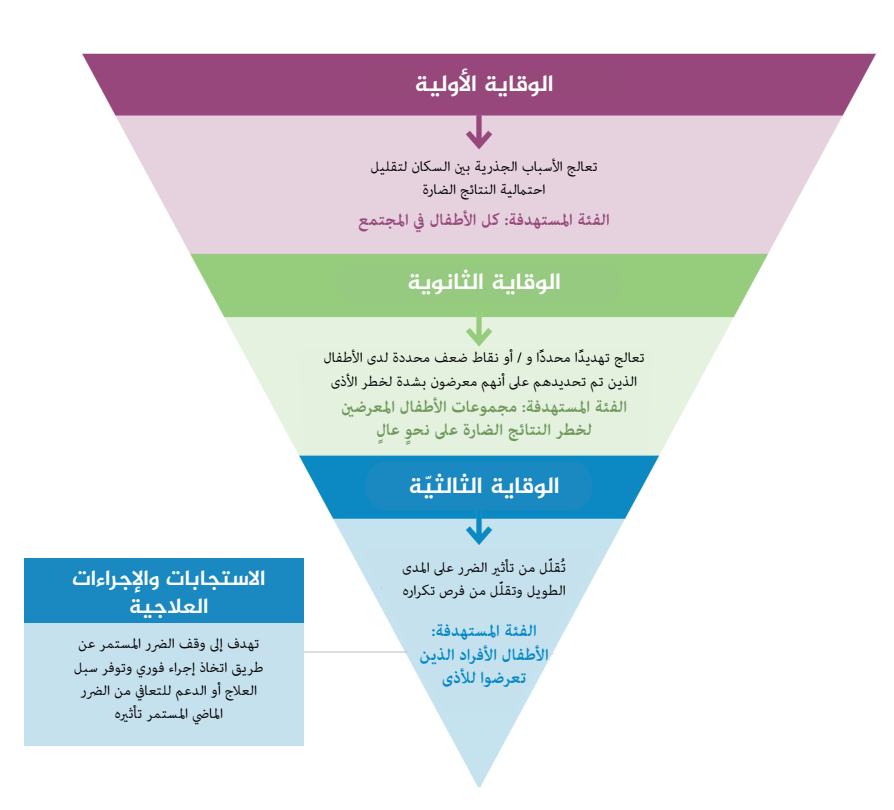 الوقاية الأولية
تعالج الأسباب الجذرية بين السكان لتقليل
احتمالية النتائج الضارة
الفئة المستهدفة: كل الأطفال في المجتمع
الوقاية الثانوية
تعالج تهديدًا محددًا و / أو نقاط ضعف محددة لدى الأطفال
الذين تم تحديدهم على أنهم معرضون بشدة لخطر الأذى
الفئة المستهدفة: مجموعات الأطفال المعرضين
لخطر النتائج الضارة على نحوٍ عالٍ
الوقاية الثالثيّة
تُقلّل من تأثير الضرر على المدى
الطويل وتقلّل من فرص تكراره
الفئة المستهدفة:
الأطفال الأفراد الذين
تعرضوا للأذى
الاستجابات والإجراءات
العلاجية
تهدف إلى وقف الضرر المستمر عن
طريق اتخاذ إجراء فوري وتوفر سبل
العلاج أو الدعم للتعافي من الضرر
الماضي المستمر تأثيره